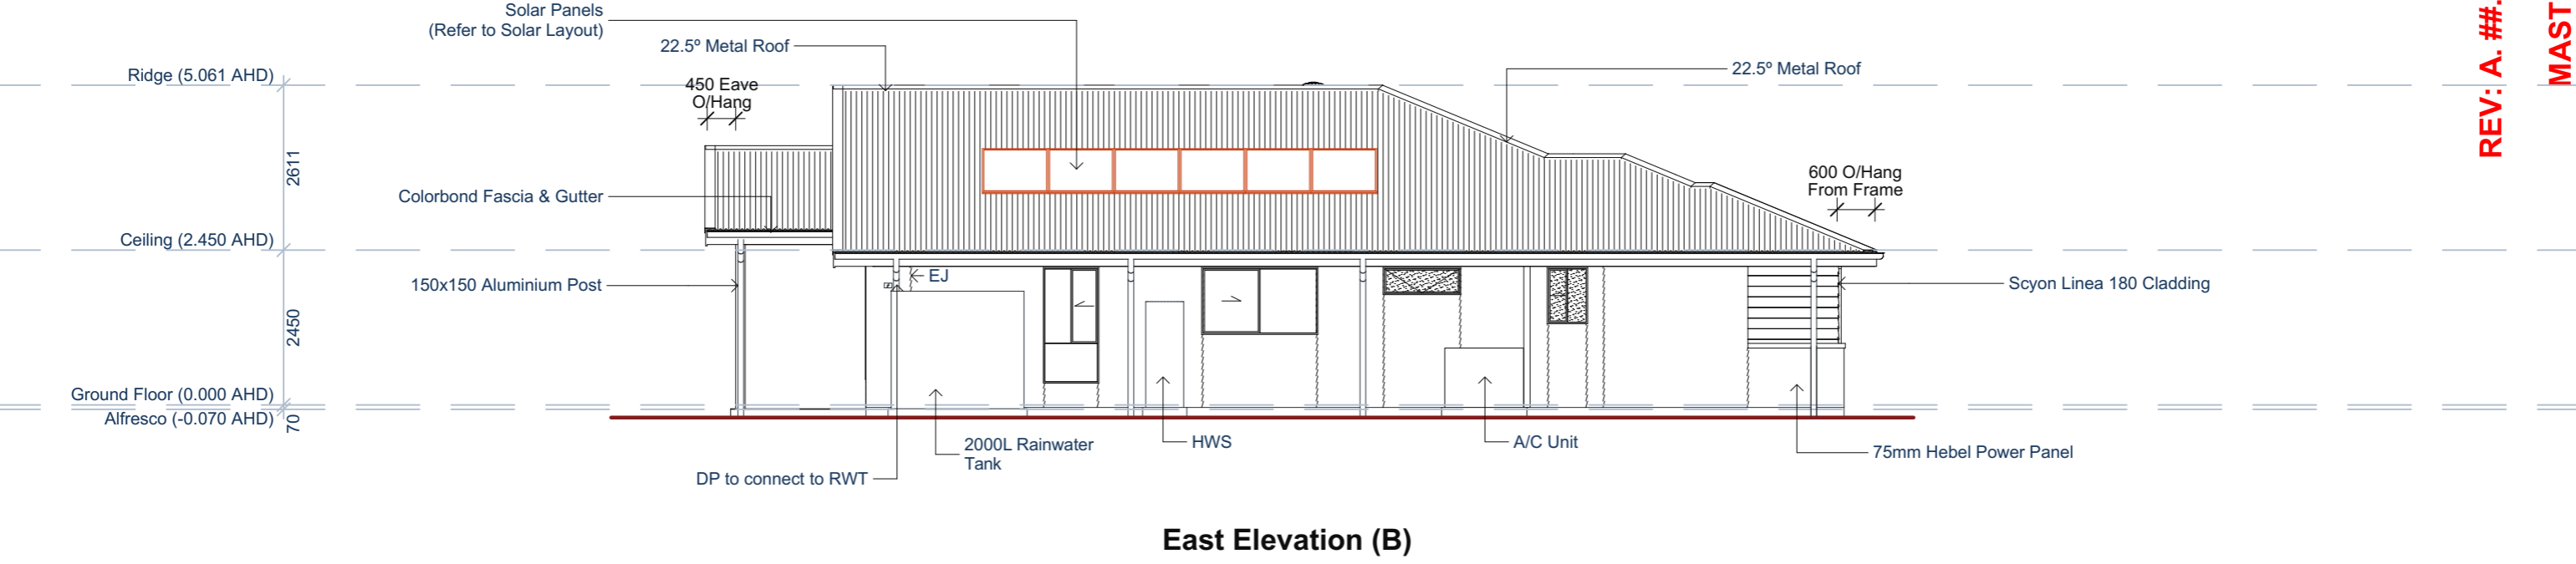 Solar Panels
(Refer to Solar Layout)
22.5º Metal Roof
22.5º Metal Roof
Ridge (5.061 AHD)
450 Eave
O/Hang
2611
600 O/Hang
From Frame
Colorbond Fascia & Gutter
Ceiling (2.450 AHD)
EJ
150x150 Aluminium Post
Scyon Linea 180 Cladding
2450
Ground Floor (0.000 AHD)
Alfresco (-0.070 AHD)
70
2000L Rainwater
Tank
HWS
A/C Unit
75mm Hebel Power Panel
DP to connect to RWT
East Elevation (B)
REV: A. ##.
MAST